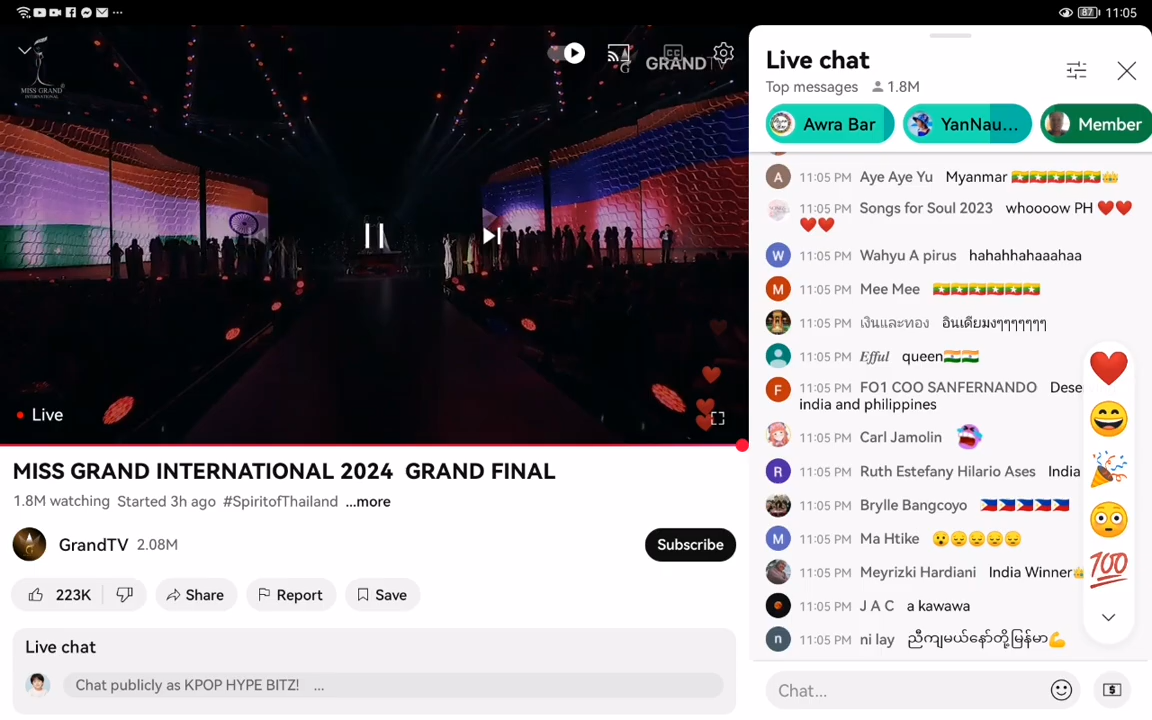 11:05
87
MISS GRAND
INTERNATIONAL
CC
GRANDTV
Live
MISS GRAND INTERNATIONAL 2024 GRAND FINAL
1.8M watching Started 3h ago #SpiritofThailand ...more
GrandTV 2.08M
Subscribe
223K
Share
Report
Save
Live chat
Chat publicly as KPOP HYPE BITZ! ...
Live chat
Top messages 1.8M
Awra Bar
YanNau...
Member
A 11:05 PM Aye Aye Yu Myanmar 🇲🇲🇲🇲🇲🇲🇲🇲🇲🇲👑
11:05 PM Songs for Soul 2023 whoooow PH ❤️❤️
❤️❤️
W 11:05 PM Wahyu A pirus hahahhahaaahaa
M 11:05 PM Mee Mee 🇲🇲🇲🇲🇲🇲🇲🇲🇲🇲🇲🇲
11:05 PM เงินและทอง อินเดียมงๆๆๆๆๆๆๆ
11:05 PM Efful queen🇮🇳🇮🇳
F 11:05 PM FO1 COO SANFERNANDO Dese
india and philippines
11:05 PM Carl Jamolin
R 11:05 PM Ruth Estefany Hilario Ases India
11:05 PM Brylle Bangcoyo 🇵🇭🇵🇭🇵🇭🇵🇭🇵🇭
M 11:05 PM Ma Htike 😮😔😔😔😔
11:05 PM Meyrizki Hardiani India Winner👑
11:05 PM J A C a kawawa
n 11:05 PM ni lay ညီကျမယ်နော်တို့မြန်မာ💪
❤️
😄
🎉
😳
💯
Chat...